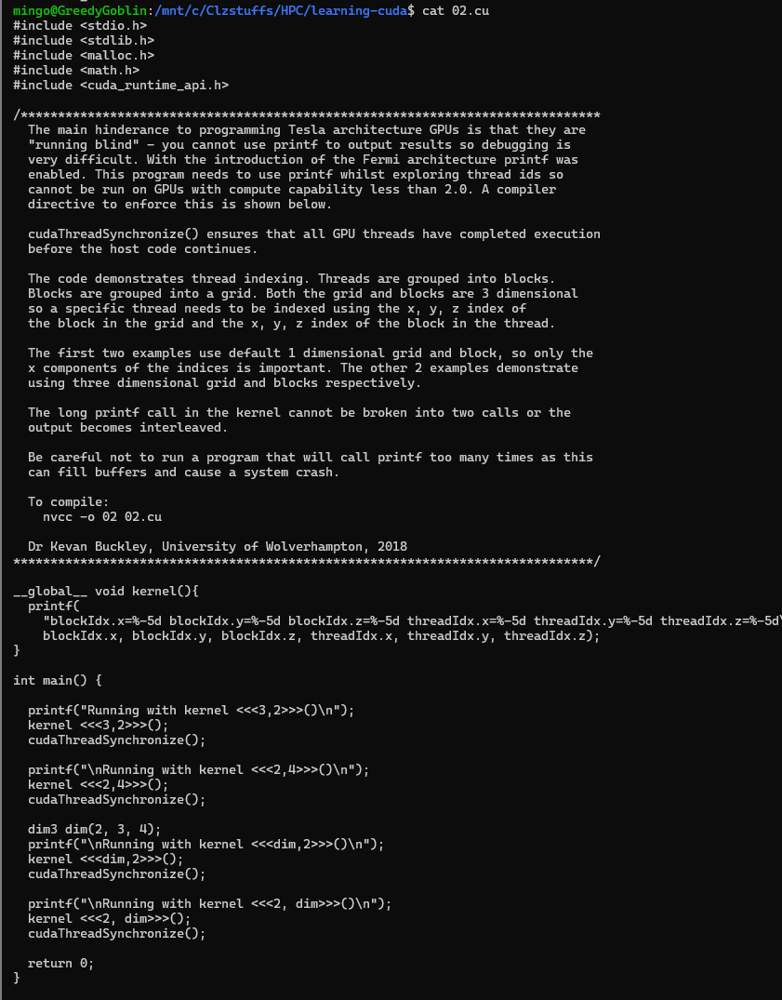 mingo@GreedyGoblin:/mnt/c/Clzstuffs/HPC/learning-cuda$ cat 02.cu
#include <stdio.h>
#include <stdlib.h>
#include <malloc.h>
#include <math.h>
#include <cuda_runtime_api.h>

/******************************************************************************
  The main hinderance to programming Tesla architecture GPUs is that they are
  "running blind" - you cannot use printf to output results so debugging is
  very difficult. With the introduction of the Fermi architecture printf was
  enabled. This program needs to use printf whilst exploring thread ids so
  cannot be run on GPUs with compute capability less than 2.0. A compiler
  directive to enforce this is shown below.

  cudaThreadSynchronize() ensures that all GPU threads have completed execution
  before the host code continues.

  The code demonstrates thread indexing. Threads are grouped into blocks.
  Blocks are grouped into a grid. Both the grid and blocks are 3 dimensional
  so a specific thread needs to be indexed using the x, y, z index of
  the block in the grid and the x, y, z index of the block in the thread.

  The first two examples use default 1 dimensional grid and block, so only the
  x components of the indices is important. The other 2 examples demonstrate
  using three dimensional grid and blocks respectively.

  The long printf call in the kernel cannot be broken into two calls or the
  output becomes interleaved.

  Be careful not to run a program that will call printf too many times as this
  can fill buffers and cause a system crash.

  To compile:
    nvcc -o 02 02.cu

  Dr Kevan Buckley, University of Wolverhampton, 2018
******************************************************************************/

__global__ void kernel(){
  printf(
    "blockIdx.x=%-5d blockIdx.y=%-5d blockIdx.z=%-5d threadIdx.x=%-5d threadIdx.y=%-5d threadIdx.z=%-5d\
    blockIdx.x, blockIdx.y, blockIdx.z, threadIdx.x, threadIdx.y, threadIdx.z);
}

int main() {

  printf("Running with kernel <<<3,2>>>()\n");
  kernel <<<3,2>>>();
  cudaThreadSynchronize();

  printf("\nRunning with kernel <<<2,4>>>()\n");
  kernel <<<2,4>>>();
  cudaThreadSynchronize();

  dim3 dim(2, 3, 4);
  printf("\nRunning with kernel <<<dim,2>>>()\n");
  kernel <<<dim,2>>>();
  cudaThreadSynchronize();

  printf("\nRunning with kernel <<<2, dim>>>()\n");
  kernel <<<2, dim>>>();
  cudaThreadSynchronize();

  return 0;
}